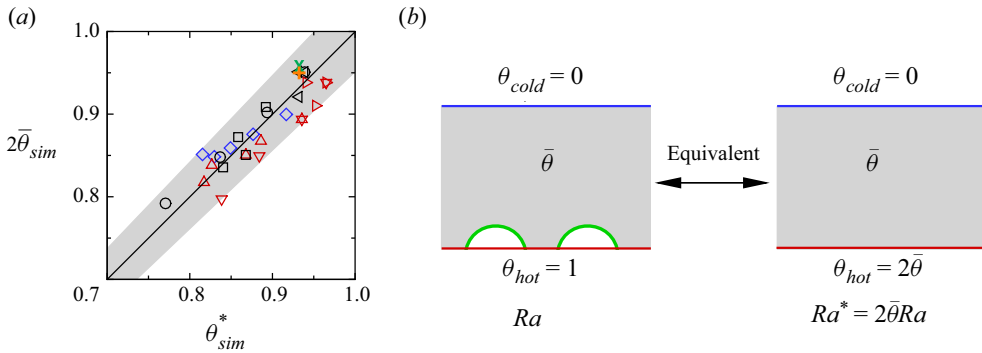 (a)
1.0
0.9
2θ̄sim
0.8
0.7
0.8
0.9
1.0
θ*sim
(b)
θcold = 0
θcold = 0
θ̄
Equivalent
θ̄
θhot = 1
θhot = 2θ̄
Ra
Ra* = 2θ̄Ra